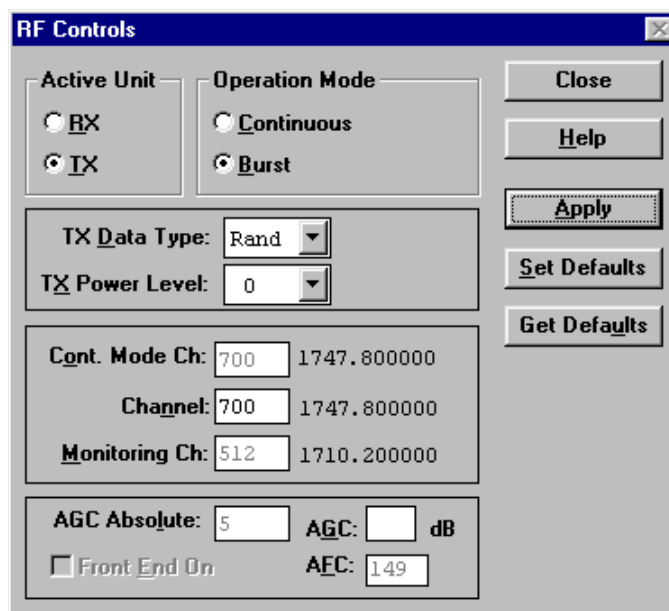 RF Controls
Active Unit
RX
TX
Operation Mode
Continuous
Burst
Close
Help
Apply
Set Defaults
Get Defaults
TX Data Type: Rand
TX Power Level: 0
Cont. Mode Ch: 700 1747.800000
Channel: 700 1747.800000
Monitoring Ch: 512 1710.200000
AGC Absolute: 5 AGC: dB
Front End On AFC: 149